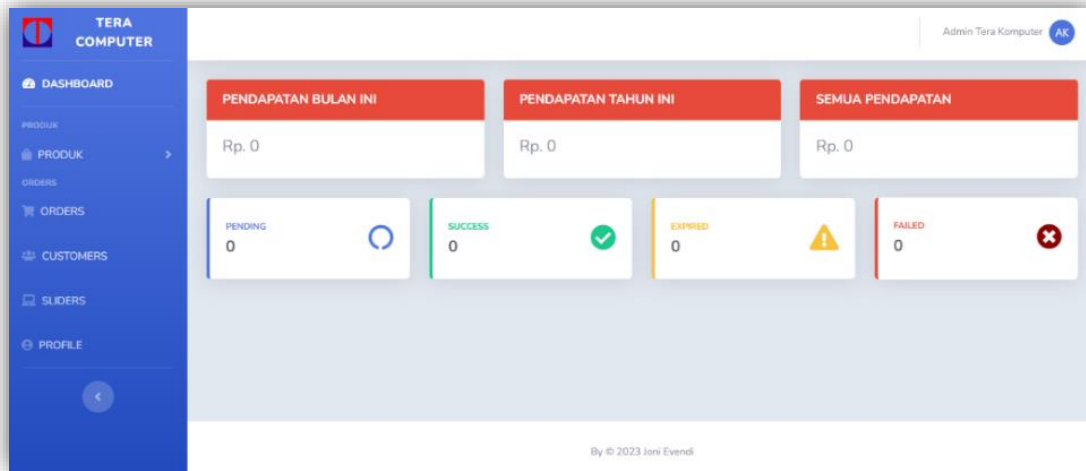 TERA
COMPUTER
Admin Tera Komputer AK
DASHBOARD
PRODUK
PRODUK
ORDERS
ORDERS
CUSTOMERS
SLIDERS
PROFILE
PENDAPATAN BULAN INI
Rp. 0
PENDAPATAN TAHUN INI
Rp. 0
SEMUA PENDAPATAN
Rp. 0
PENDING
0
SUCCESS
0
EXPIRED
0
FAILED
0
By © 2023 Joni Evendi